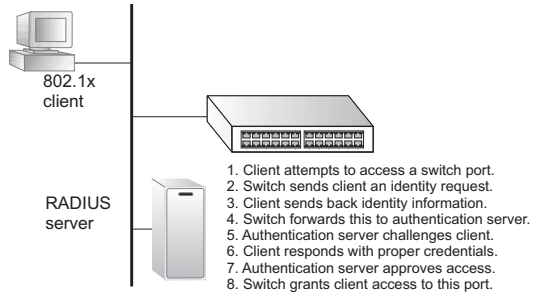 802.1x
client
1. Client attempts to access a switch port.
2. Switch sends client an identity request.
3. Client sends back identity information.
4. Switch forwards this to authentication server.
5. Authentication server challenges client.
6. Client responds with proper credentials.
7. Authentication server approves access.
8. Switch grants client access to this port.
RADIUS
server